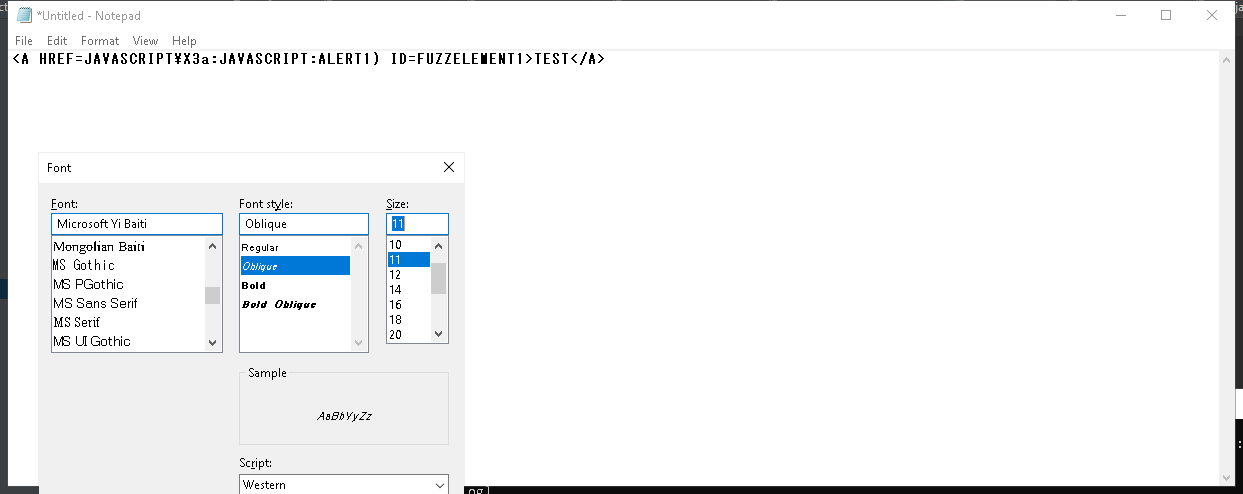 *Untitled - Notepad
File Edit Format View Help
<A HREF=JAVASCRIPT¥X3a:JAVASCRIPT:ALERT1) ID=FUZZELEMENT1>TEST</A>
Font
Font: Font style: Size:
Microsoft Yi Baiti Oblique 11
Mongolian Baiti
MS Gothic
MS PGothic
MS Sans Serif
MS Serif
MS UI Gothic
Regular
Oblique
Bold
Bold Oblique
10
11
12
14
16
18
20
Sample
AaBbYyZz
Script:
Western